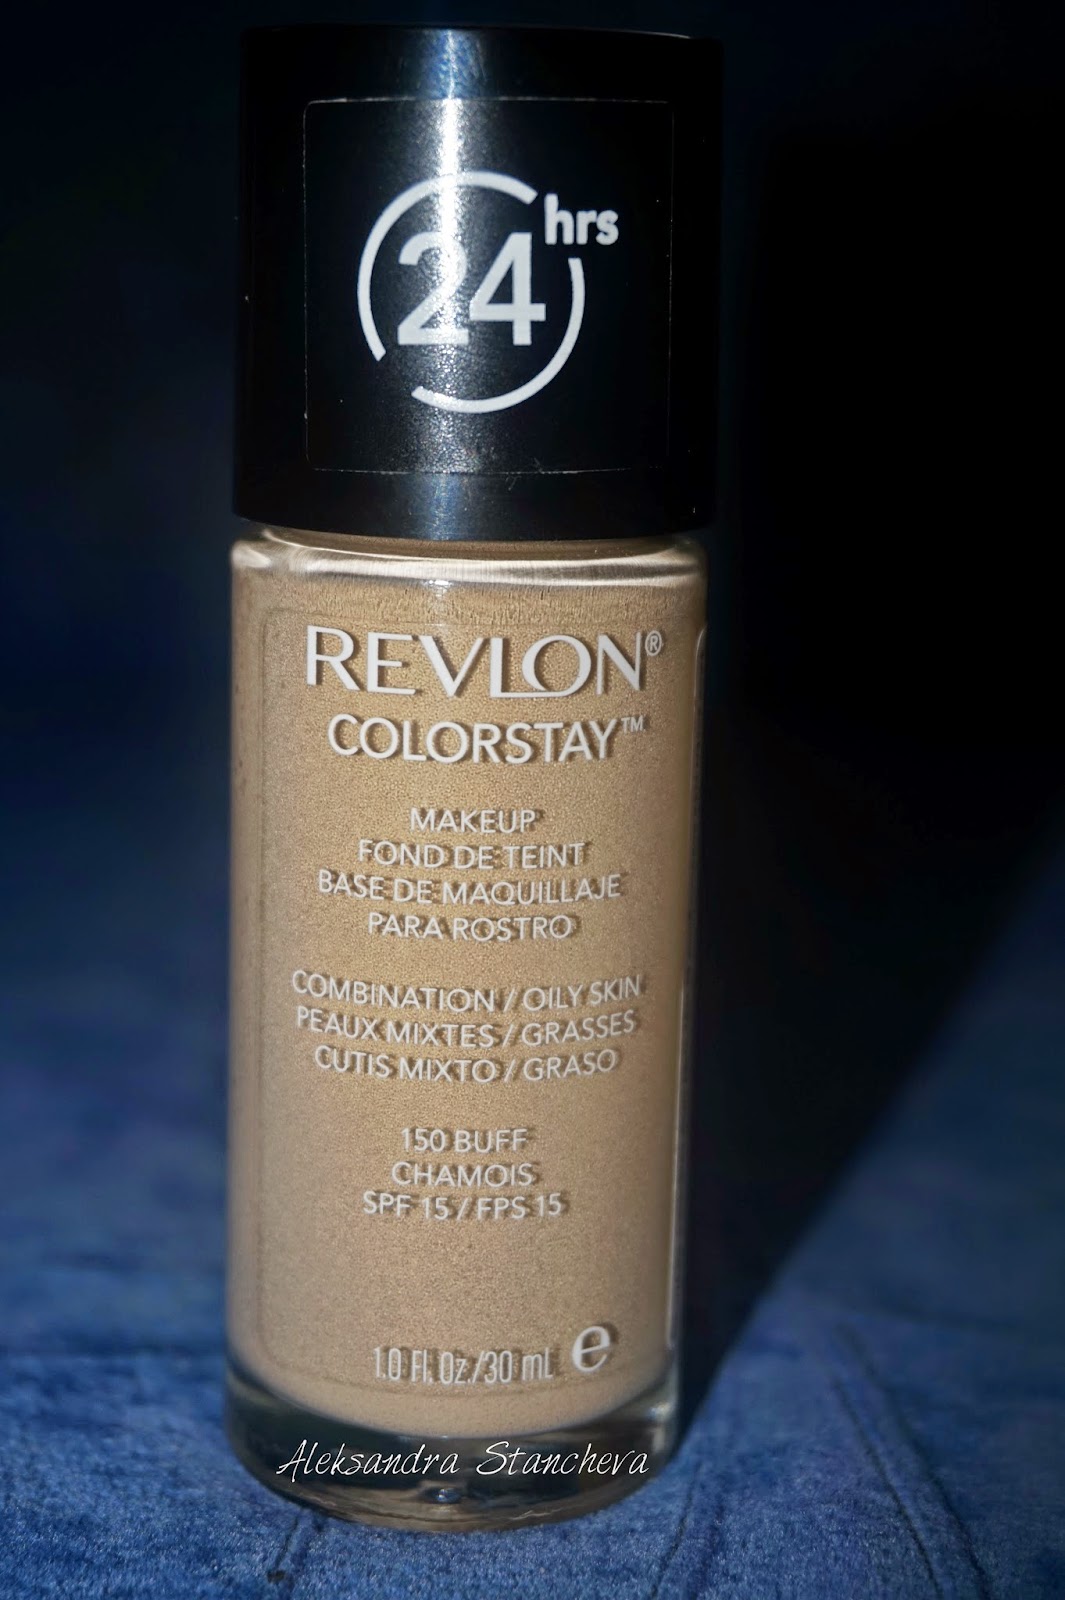 24 hrs
REVLON®
COLORSTAY™
MAKEUP
FOND DE TEINT
BASE DE MAQUILLAJE
PARA ROSTRO
COMBINATION / OILY SKIN
PEAUX MIXTES / GRASSES
CUTIS MIXTO / GRASO
150 BUFF
CHAMOIS
SPF 15 / FPS 15
1.0 Fl. Oz./30 mL e
Aleksandra Stancheva